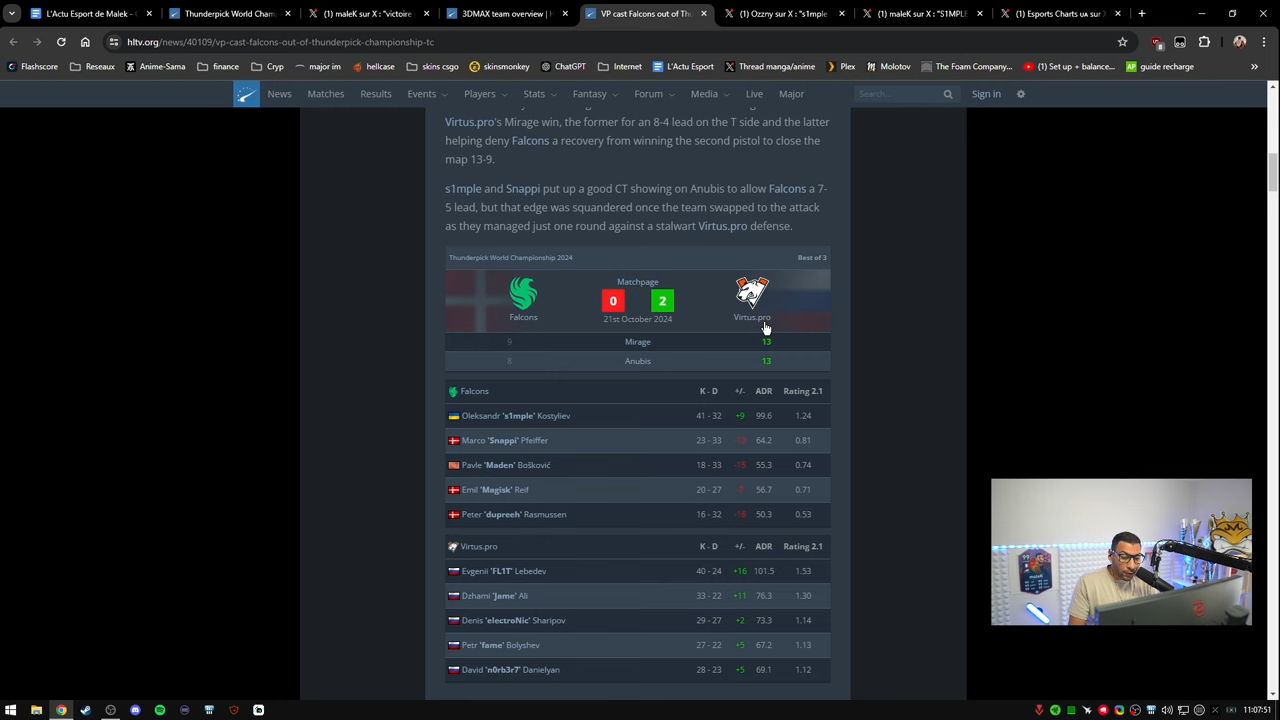 L'Actu Esport de Malek -
Thunderpick World Cham
maleK sur X : "victoire
3DMAX team overview | H
VP cast Falcons out of Th
Ozzny sur X : "s1mple
maleK sur X : "S1MPLE
Esports Charts ua sur X
hltv.org/news/40109/vp-cast-falcons-out-of-thunderpick-championship-tc
Flashscore
Reseaux
Anime-Sama
finance
Cryp
major im
hellcase
skins csgo
skinsmonkey
ChatGPT
Internet
L'Actu Esport
Thread manga/anime
Plex
Molotov
The Foam Company...
(1) Set up + balance...
guide recharge
News
Matches
Results
Events
Players
Stats
Fantasy
Forum
Media
Live
Major
Search...
Sign in
Virtus.pro's Mirage win, the former for an 8-4 lead on the T side and the latter
helping deny Falcons a recovery from winning the second pistol to close the
map 13-9.
s1mple and Snappi put up a good CT showing on Anubis to allow Falcons a 7-
5 lead, but that edge was squandered once the team swapped to the attack
as they managed just one round against a stalwart Virtus.pro defense.
Thunderpick World Championship 2024 Best of 3
Matchpage
0 2
Falcons 21st October 2024 Virtus.pro
9 Mirage 13
8 Anubis 13
Falcons K - D +/- ADR Rating 2.1
Oleksandr 's1mple' Kostyliev 41 - 32 +9 99.6 1.24
Marco 'Snappi' Pfeiffer 23 - 33 -10 64.2 0.81
Pavle 'Maden' Bošković 18 - 33 -15 55.3 0.74
Emil 'Magisk' Reif 20 - 27 56.7 0.71
Peter 'dupreeh' Rasmussen 16 - 32 -16 50.3 0.53
Virtus.pro K - D +/- ADR Rating 2.1
Evgenii 'FL1T' Lebedev 40 - 24 +16 101.5 1.53
Dzhami 'Jame' Ali 33 - 22 +11 76.3 1.30
Denis 'electroNic' Sharipov 29 - 27 +2 73.3 1.14
Petr 'fame' Bolyshev 27 - 22 +5 67.2 1.13
David 'n0rb3r7' Danielyan 28 - 23 +5 69.1 1.12
11:07:51